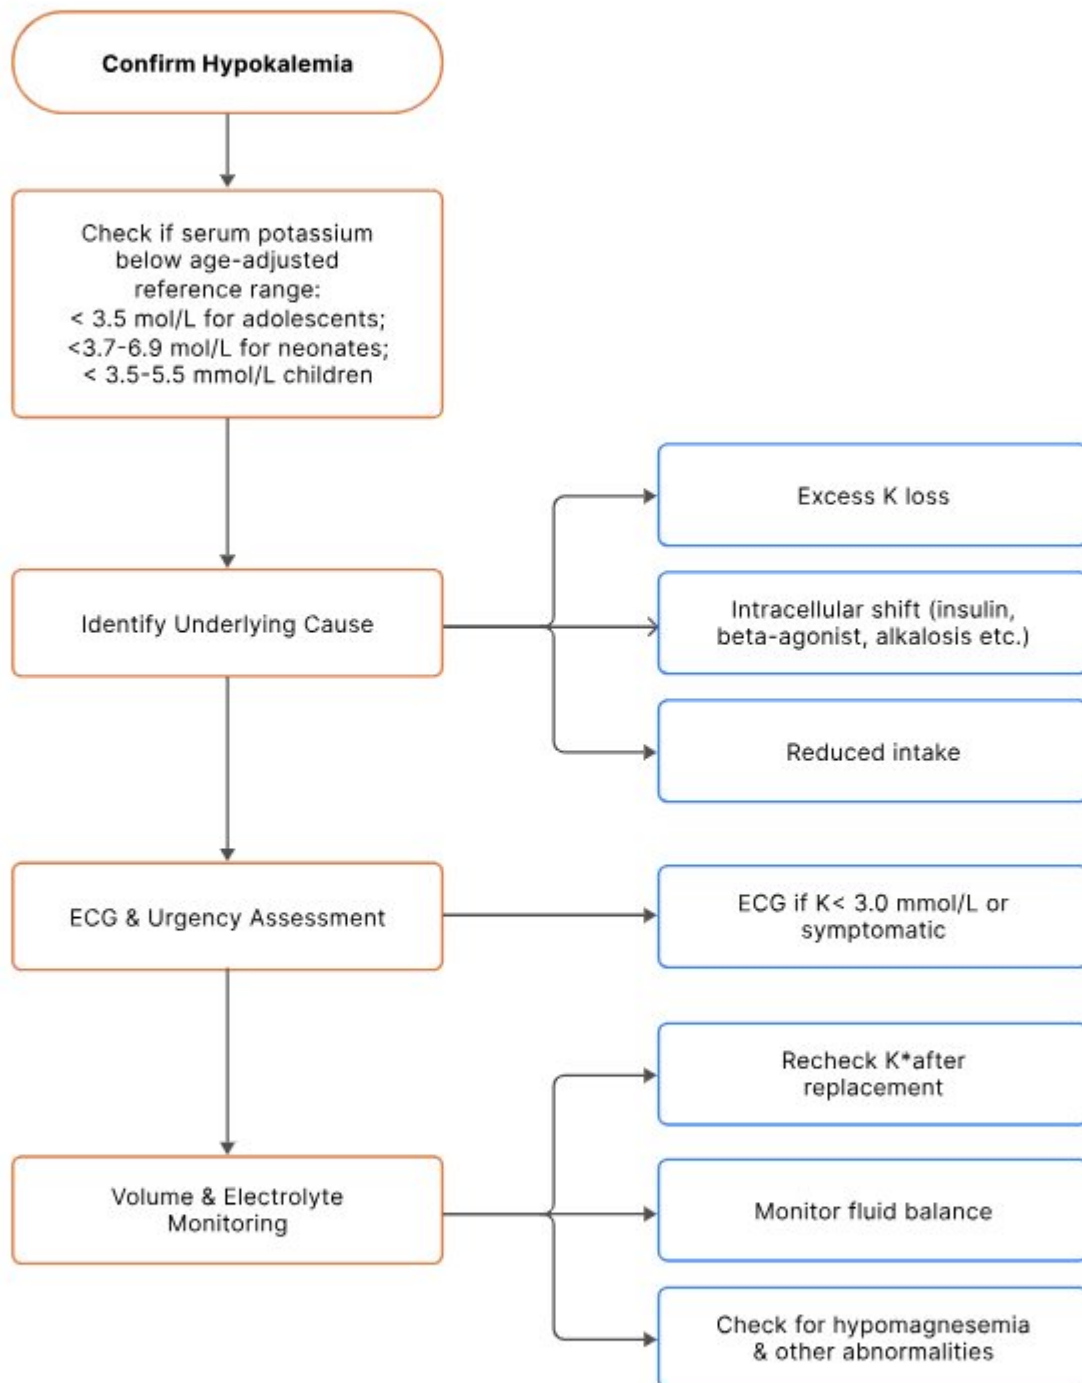 Confirm Hypokalemia
Check if serum potassium
below age-adjusted
reference range:
< 3.5 mol/L for adolescents;
<3.7-6.9 mol/L for neonates;
< 3.5-5.5 mmol/L children
Identify Underlying Cause
Excess K loss
Intracellular shift (insulin,
beta-agonist, alkalosis etc.)
Reduced intake
ECG & Urgency Assessment
ECG if K< 3.0 mmol/L or
symptomatic
Volume & Electrolyte
Monitoring
Recheck K*after
replacement
Monitor fluid balance
Check for hypomagnesemia
& other abnormalities